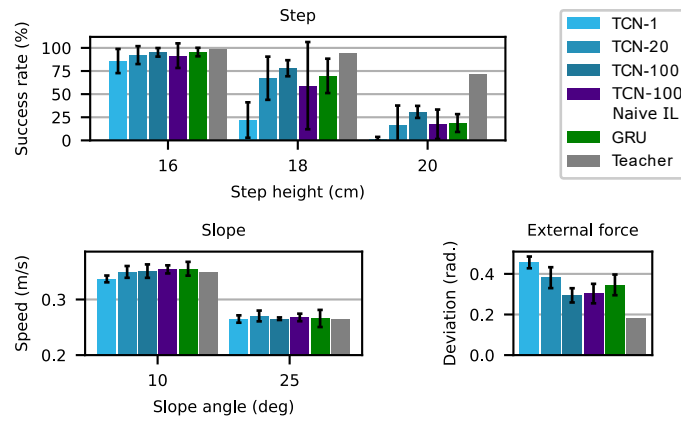 Step
Success rate (%)
100
75
50
25
0
16
18
20
Step height (cm)
TCN-1
TCN-20
TCN-100
TCN-100
Naive IL
GRU
Teacher
Slope
Speed (m/s)
0.3
0.2
10
25
Slope angle (deg)
External force
Deviation (rad.)
0.4
0.2
0.0